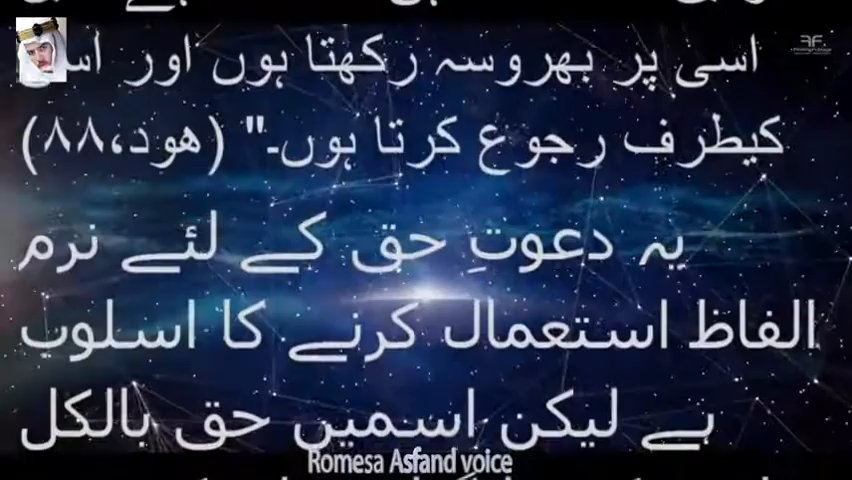 اسی پر بھروسہ رکھتا ہوں اور اسی
کیطرف رجوع کرتا ہوں۔" (ھود،٨٨)
یہ دعوتِ حق کے لئے نرم
الفاظ استعمال کرنے کا اسلوب
ہے لیکن اسمیں حق بالکل
Romesa Asfand voice